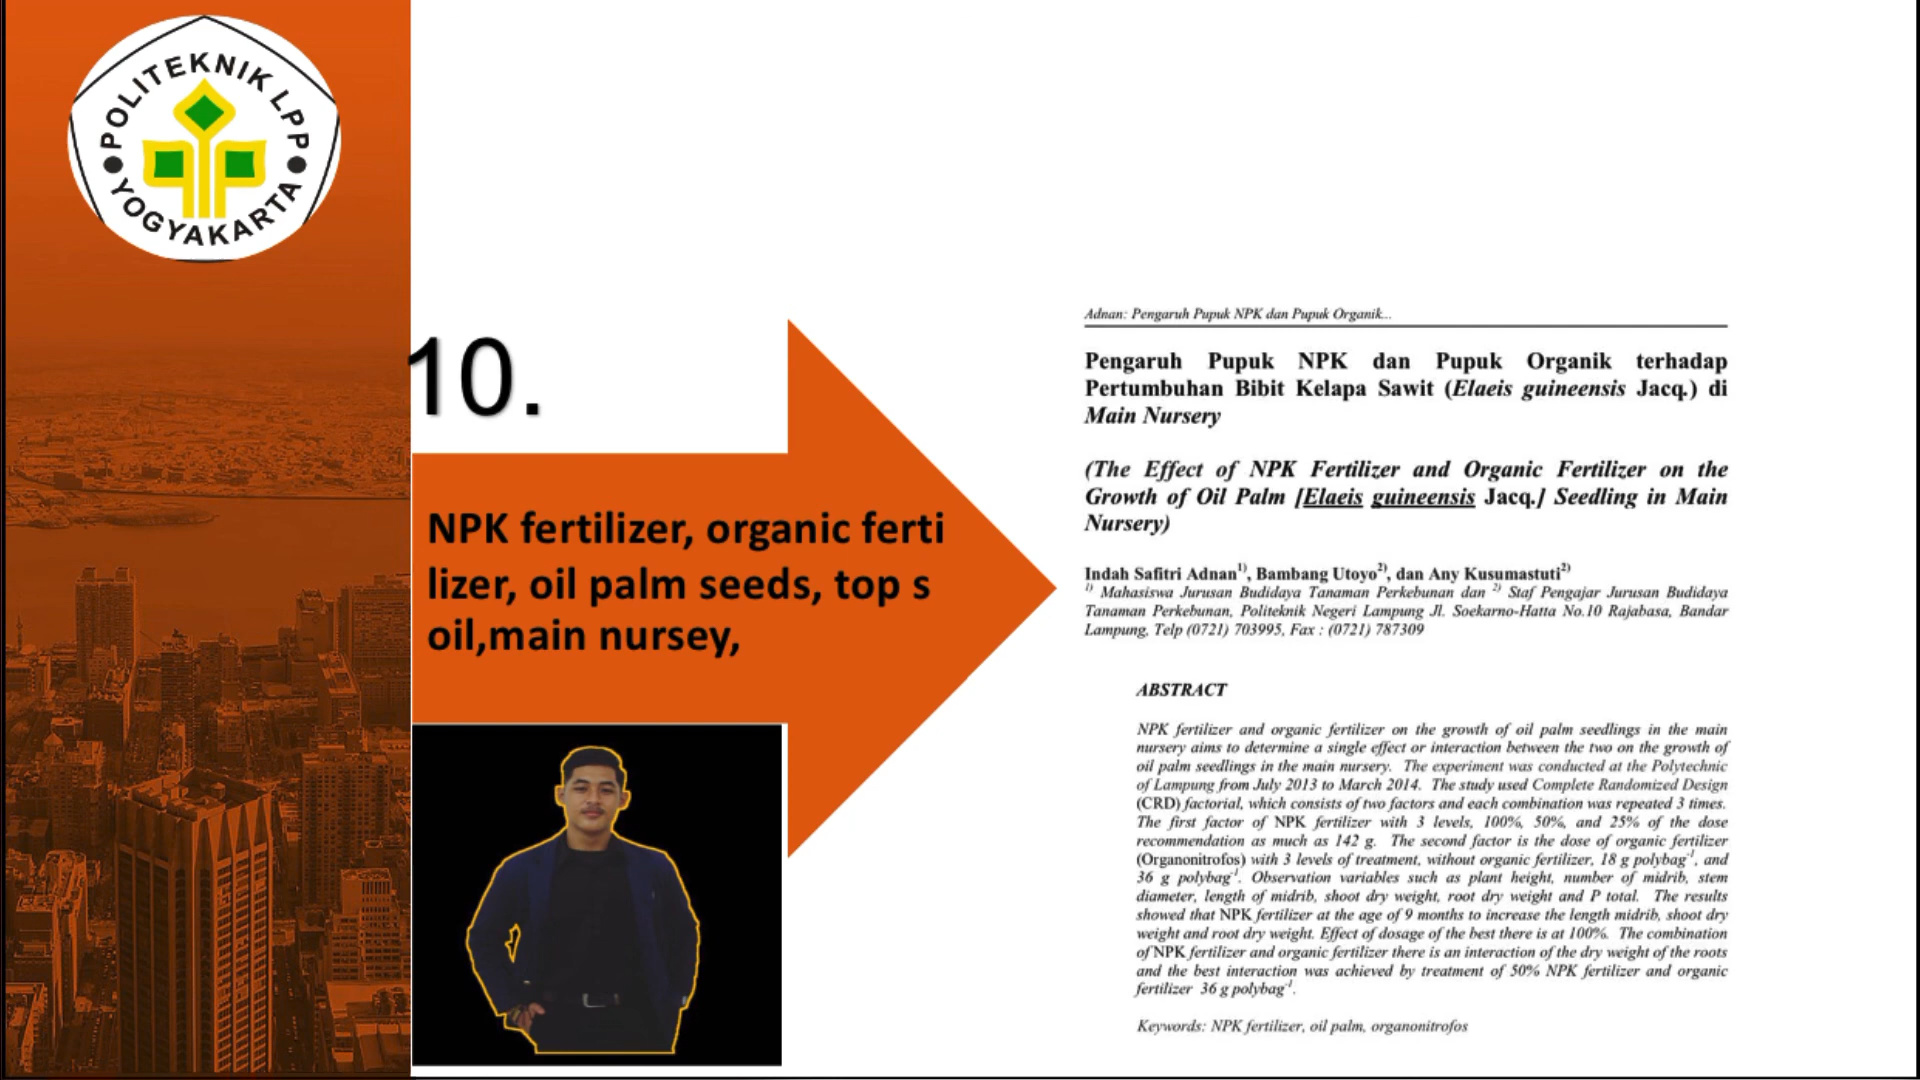 POLITEKNIK LPP
YOGYAKARTA
10.
NPK fertilizer, organic ferti
lizer, oil palm seeds, top s
oil,main nursey,
Adnan: Pengaruh Pupuk NPK dan Pupuk Organik...
Pengaruh Pupuk NPK dan Pupuk Organik terhadap
Pertumbuhan Bibit Kelapa Sawit (Elaeis guineensis Jacq.) di
Main Nursery
(The Effect of NPK Fertilizer and Organic Fertilizer on the
Growth of Oil Palm [Elaeis guineensis Jacq.] Seedling in Main
Nursery)
Indah Safitri Adnan1), Bambang Utoyo2), dan Any Kusumastuti2)
1) Mahasiswa Jurusan Budidaya Tanaman Perkebunan dan 2) Staf Pengajar Jurusan Budidaya
Tanaman Perkebunan, Politeknik Negeri Lampung Jl. Soekarno-Hatta No.10 Rajabasa, Bandar
Lampung, Telp (0721) 703995, Fax : (0721) 787309
ABSTRACT
NPK fertilizer and organic fertilizer on the growth of oil palm seedlings in the main
nursery aims to determine a single effect or interaction between the two on the growth of
oil palm seedlings in the main nursery. The experiment was conducted at the Polytechnic
of Lampung from July 2013 to March 2014. The study used Complete Randomized Design
(CRD) factorial, which consists of two factors and each combination was repeated 3 times.
The first factor of NPK fertilizer with 3 levels, 100%, 50%, and 25% of the dose
recommendation as much as 142 g. The second factor is the dose of organic fertilizer
(Organonitrofos) with 3 levels of treatment, without organic fertilizer, 18 g polybag-1, and
36 g polybag-1. Observation variables such as plant height, number of midrib, stem
diameter, length of midrib, shoot dry weight, root dry weight and P total. The results
showed that NPK fertilizer at the age of 9 months to increase the length midrib, shoot dry
weight and root dry weight. Effect of dosage of the best there is at 100%. The combination
of NPK fertilizer and organic fertilizer there is an interaction of the dry weight of the roots
and the best interaction was achieved by treatment of 50% NPK fertilizer and organic
fertilizer 36 g polybag-1.
Keywords: NPK fertilizer, oil palm, organonitrofos